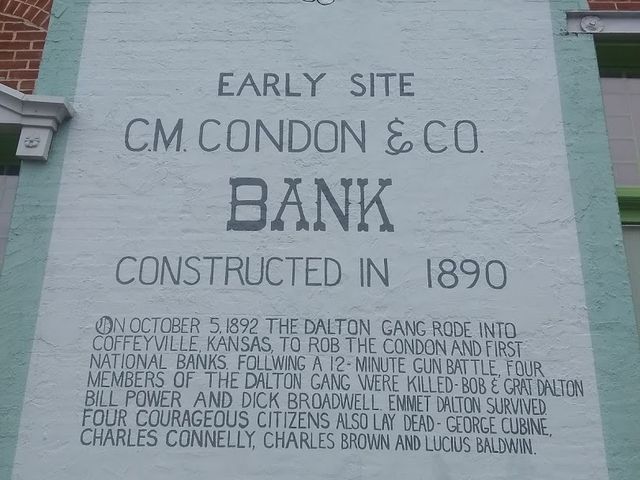 EARLY SITE
C.M. CONDON & CO.
BANK
CONSTRUCTED IN 1890
ON OCTOBER 5, 1892 THE DALTON GANG RODE INTO
COFFEYVILLE, KANSAS, TO ROB THE CONDON AND FIRST
NATIONAL BANKS. FOLLWING A 12-MINUTE GUN BATTLE, FOUR
MEMBERS OF THE DALTON GANG WERE KILLED-BOB & GRAT DALTON
BILL POWER AND DICK BROADWELL. EMMET DALTON SURVIVED
FOUR COURAGEOUS CITIZENS ALSO LAY DEAD-GEORGE CUBINE,
CHARLES CONNELLY, CHARLES BROWN AND LUCIUS BALDWIN.